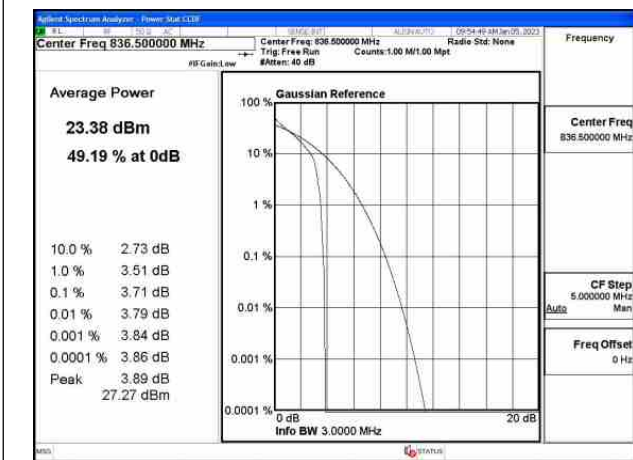 Agilent Spectrum Analyzer - Power Stat CCDF
RL RF 50 Ω AC SENSE:INT ALIGN AUTO 09:54:49 AM Jan 05, 2023
Center Freq 836.500000 MHz
Center Freq: 836.500000 MHz Radio Std: None
Trig: Free Run Counts:1.00 M/1.00 Mpt
#IFGain:Low #Atten: 40 dB
Frequency
Average Power
23.38 dBm
49.19 % at 0dB
10.0 % 2.73 dB
1.0 % 3.51 dB
0.1 % 3.71 dB
0.01 % 3.79 dB
0.001 % 3.84 dB
0.0001 % 3.86 dB
Peak 3.89 dB
27.27 dBm
Gaussian Reference
100 %
10 %
1 %
0.1 %
0.01 %
0.001 %
0.0001 %
0 dB 20 dB
Info BW 3.0000 MHz
Center Freq
836.500000 MHz
CF Step
5.000000 MHz
Auto Man
Freq Offset
0 Hz
MSG STATUS